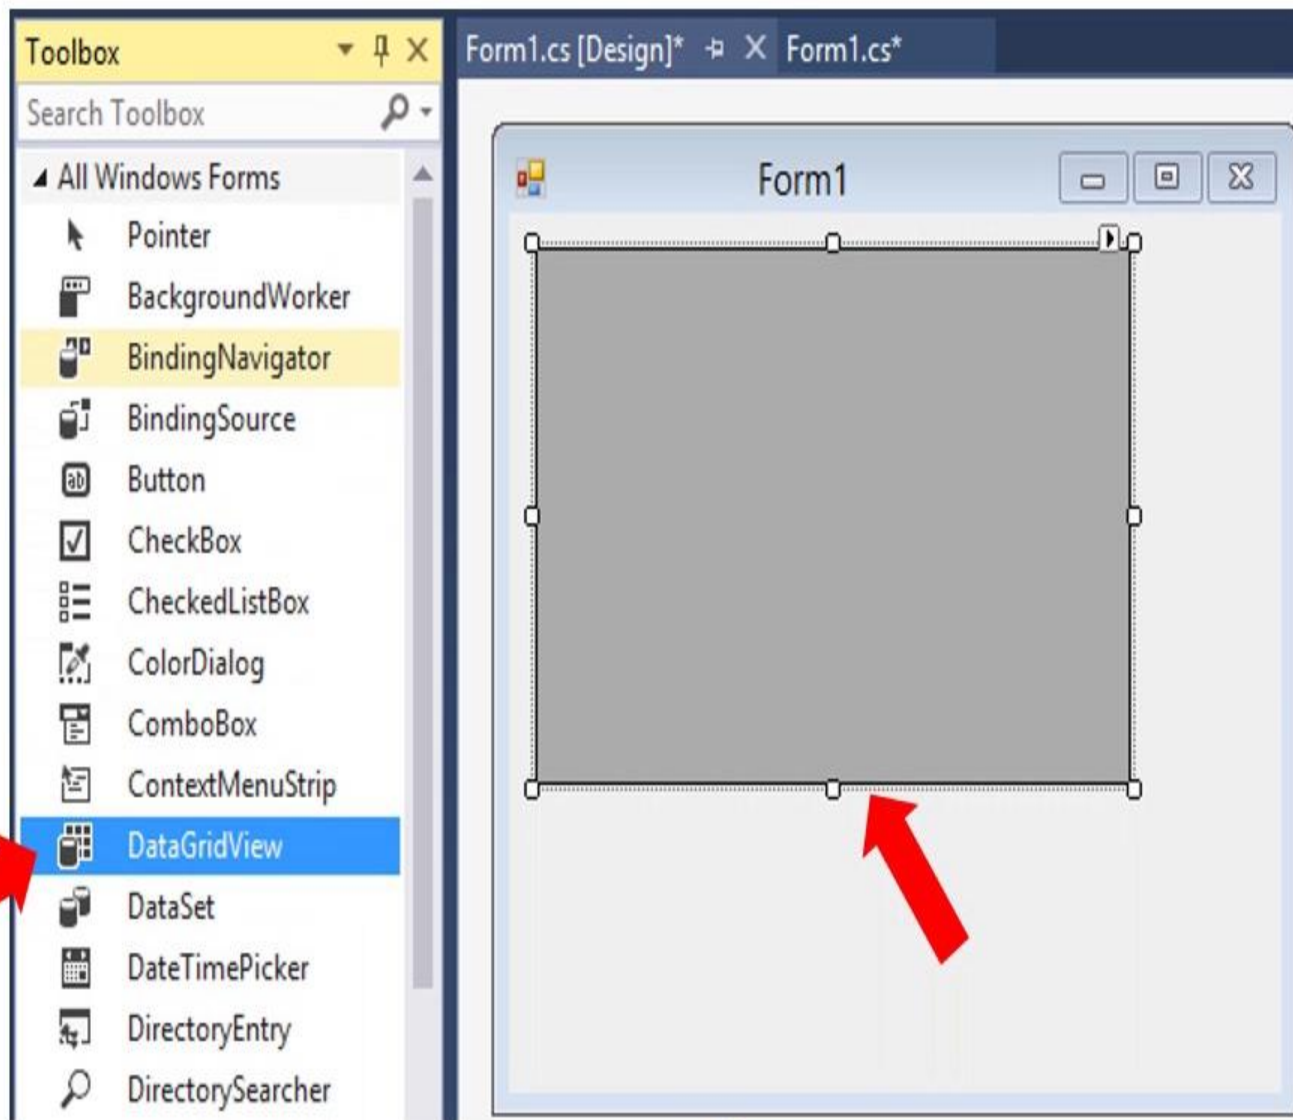 Toolbox
Search Toolbox
All Windows Forms
Pointer
BackgroundWorker
BindingNavigator
BindingSource
Button
CheckBox
CheckedListBox
ColorDialog
ComboBox
ContextMenuStrip
DataGridView
DataSet
DateTimePicker
DirectoryEntry
DirectorySearcher
Form1.cs [Design]* Form1.cs*
Form1